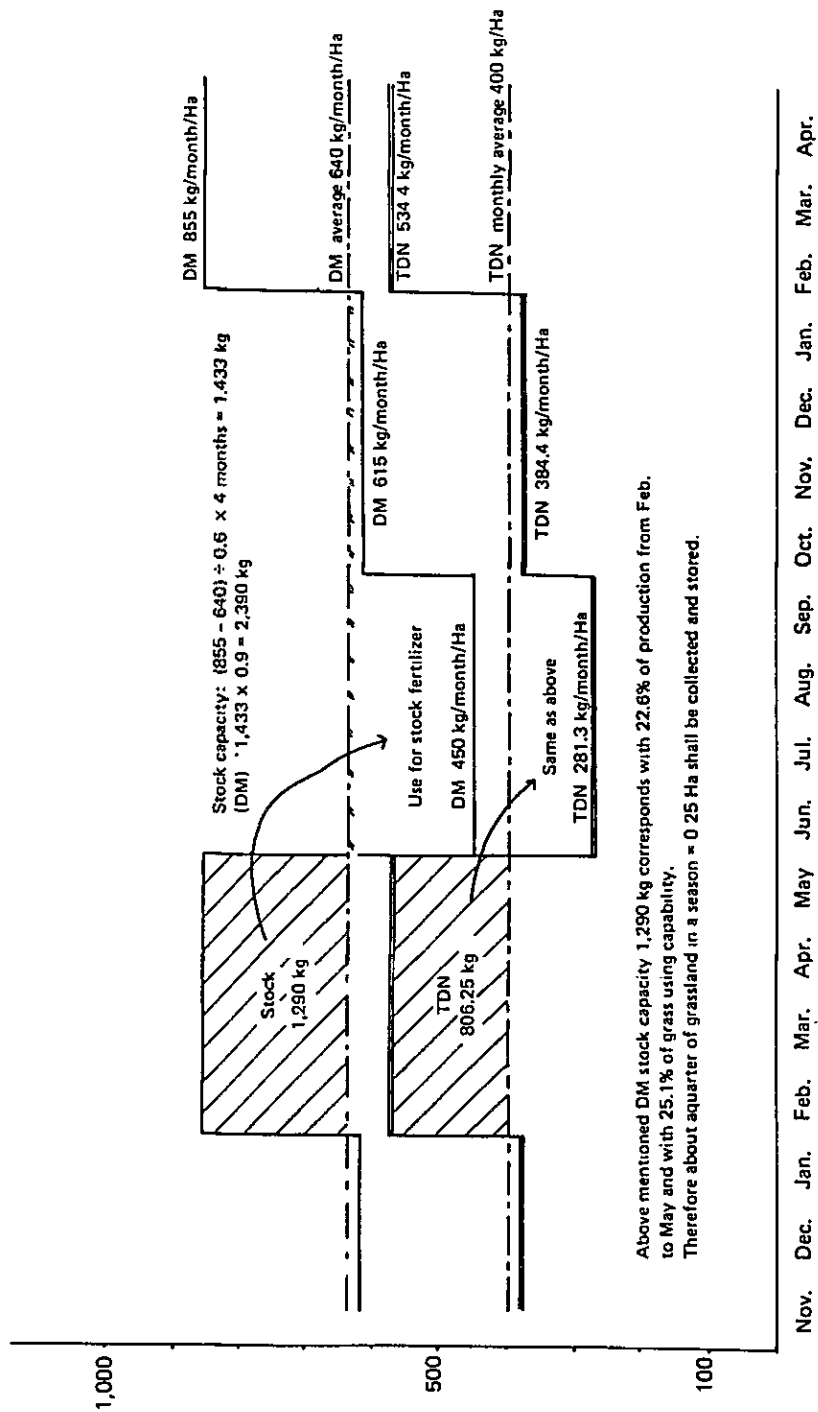 Stock capacity: (855 – 640) ÷ 0.6 × 4 months = 1,433 kg
(DM) 1,433 x 0.9 = 2,390 kg
DM 855 kg/month/Ha
DM average 640 kg/month/Ha
TDN 534 4 kg/month/Ha
TDN monthly average 400 kg/Ha
DM 615 kg/month/Ha
TDN 384.4 kg/month/Ha
Use for stock fertilizer
DM 450 kg/month/Ha
Same as above
TDN 281.3 kg/month/Ha
Stock
1,290 kg
TDN
806.25 kg
Above mentioned DM stock capacity 1,290 kg corresponds with 22.6% of production from Feb.
to May and with 25.1% of grass using capability.
Therefore about aquarter of grassland in a season = 0 25 Ha shall be collected and stored.
1,000
500
100
Nov. Dec. Jan. Feb. Mar. Apr. May Jun. Jul. Aug. Sep. Oct. Nov. Dec. Jan. Feb. Mar. Apr.